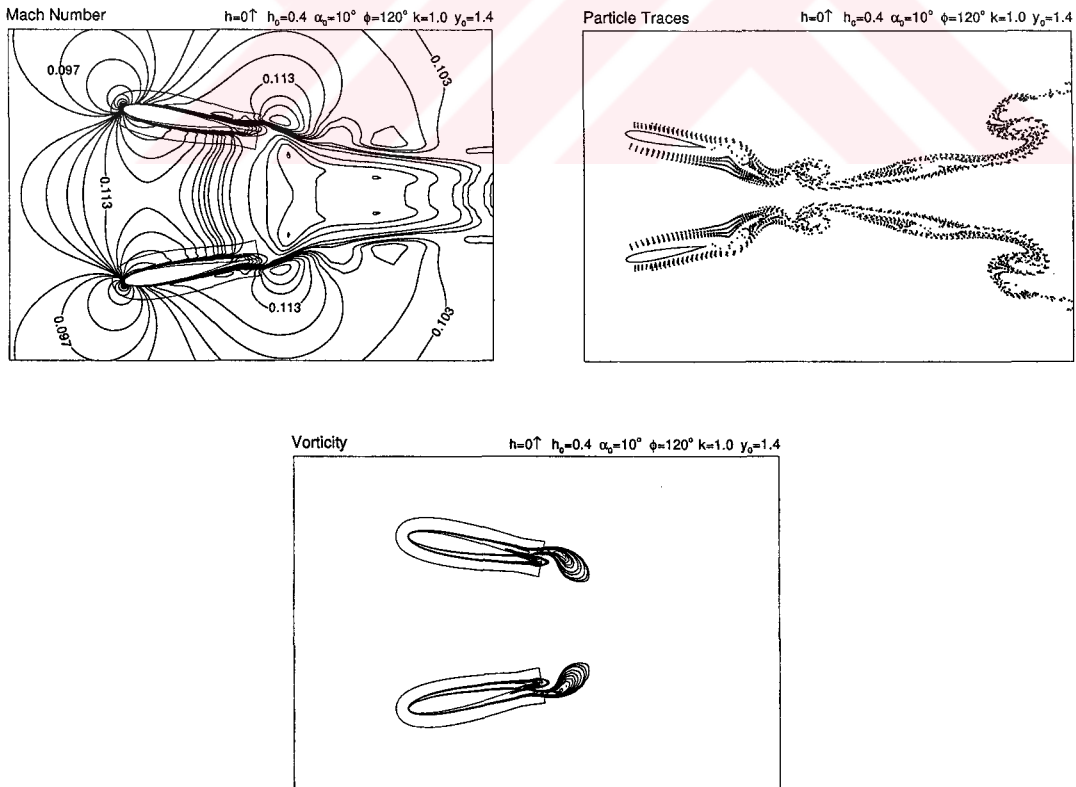 Mach Number h=0↑ h₀=0.4 α₀=10° ϕ=120° k=1.0 y₀=1.4
0.097
0.113
0.103
0.113
0.097
0.113
0.103
Particle Traces h=0↑ h₀=0.4 α₀=10° ϕ=120° k=1.0 y₀=1.4
Vorticity h=0↑ h₀=0.4 α₀=10° ϕ=120° k=1.0 y₀=1.4